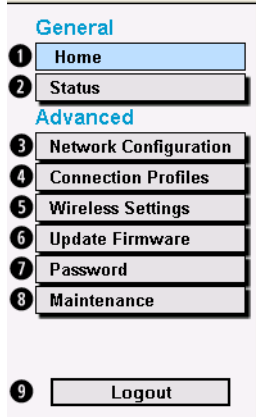 General
1 Home
2 Status
Advanced
3 Network Configuration
4 Connection Profiles
5 Wireless Settings
6 Update Firmware
7 Password
8 Maintenance
9 Logout